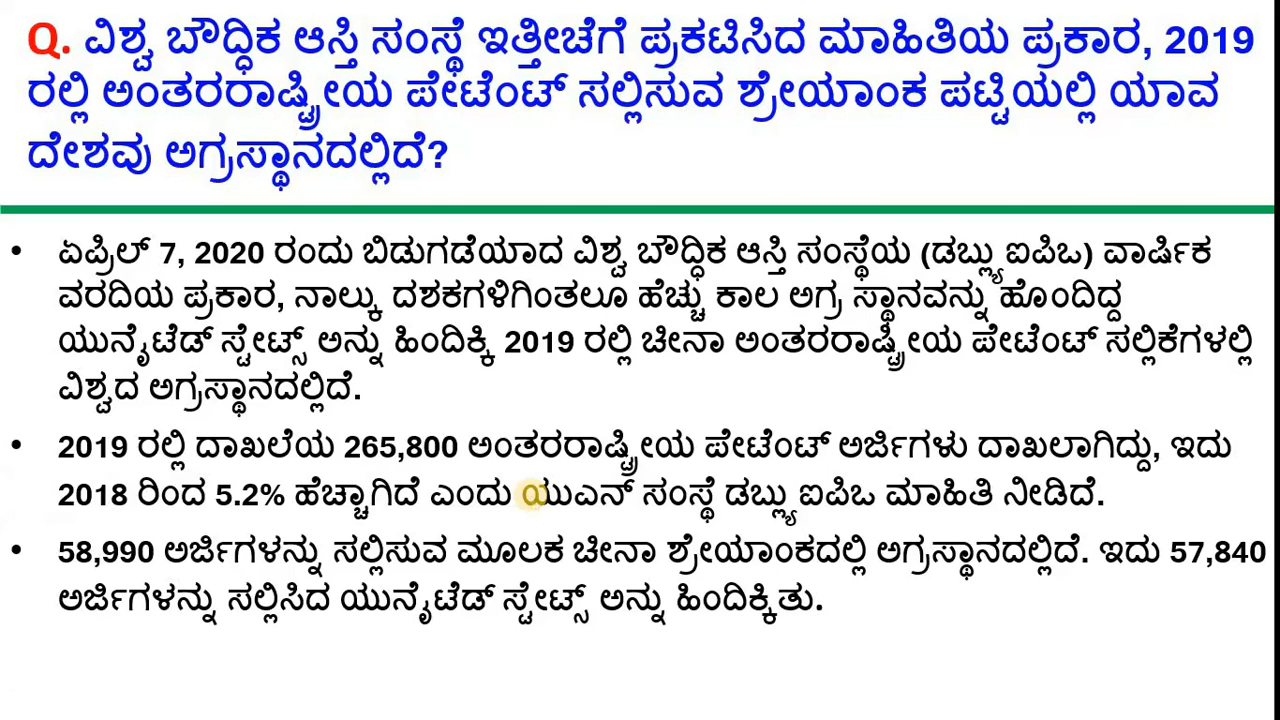 Q. ವಿಶ್ವ ಬೌದ್ಧಿಕ ಆಸ್ತಿ ಸಂಸ್ಥೆ ಇತ್ತೀಚೆಗೆ ಪ್ರಕಟಿಸಿದ ಮಾಹಿತಿಯ ಪ್ರಕಾರ, 2019
ರಲ್ಲಿ ಅಂತರರಾಷ್ಟ್ರೀಯ ಪೇಟೆಂಟ್ ಸಲ್ಲಿಸುವ ಶ್ರೇಯಾಂಕ ಪಟ್ಟಿಯಲ್ಲಿ ಯಾವ
ದೇಶವು ಅಗ್ರಸ್ಥಾನದಲ್ಲಿದೆ?
• ಏಪ್ರಿಲ್ 7, 2020 ರಂದು ಬಿಡುಗಡೆಯಾದ ವಿಶ್ವ ಬೌದ್ಧಿಕ ಆಸ್ತಿ ಸಂಸ್ಥೆಯ (ಡಬ್ಲ್ಯುಐಪಿಒ) ವಾರ್ಷಿಕ
ವರದಿಯ ಪ್ರಕಾರ, ನಾಲ್ಕು ದಶಕಗಳಿಗಿಂತಲೂ ಹೆಚ್ಚು ಕಾಲ ಅಗ್ರ ಸ್ಥಾನವನ್ನು ಹೊಂದಿದ್ದ
ಯುನೈಟೆಡ್ ಸ್ಟೇಟ್ಸ್ ಅನ್ನು ಹಿಂದಿಕ್ಕಿ 2019 ರಲ್ಲಿ ಚೀನಾ ಅಂತರರಾಷ್ಟ್ರೀಯ ಪೇಟೆಂಟ್ ಸಲ್ಲಿಕೆಗಳಲ್ಲಿ
ವಿಶ್ವದ ಅಗ್ರಸ್ಥಾನದಲ್ಲಿದೆ.
• 2019 ರಲ್ಲಿ ದಾಖಲೆಯ 265,800 ಅಂತರರಾಷ್ಟ್ರೀಯ ಪೇಟೆಂಟ್ ಅರ್ಜಿಗಳು ದಾಖಲಾಗಿದ್ದು, ಇದು
2018 ರಿಂದ 5.2% ಹೆಚ್ಚಾಗಿದೆ ಎಂದು ಯುಎನ್ ಸಂಸ್ಥೆ ಡಬ್ಲ್ಯುಐಪಿಒ ಮಾಹಿತಿ ನೀಡಿದೆ.
• 58,990 ಅರ್ಜಿಗಳನ್ನು ಸಲ್ಲಿಸುವ ಮೂಲಕ ಚೀನಾ ಶ್ರೇಯಾಂಕದಲ್ಲಿ ಅಗ್ರಸ್ಥಾನದಲ್ಲಿದೆ. ಇದು 57,840
ಅರ್ಜಿಗಳನ್ನು ಸಲ್ಲಿಸಿದ ಯುನೈಟೆಡ್ ಸ್ಟೇಟ್ಸ್ ಅನ್ನು ಹಿಂದಿಕ್ಕಿತು.